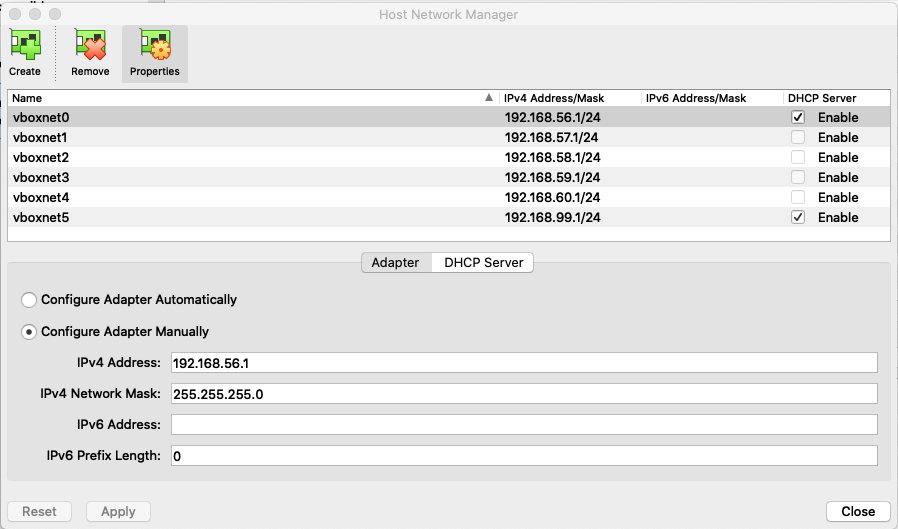 Host Network Manager
Create Remove Properties
Name IPv4 Address/Mask IPv6 Address/Mask DHCP Server
vboxnet0 192.168.56.1/24 Enable
vboxnet1 192.168.57.1/24 Enable
vboxnet2 192.168.58.1/24 Enable
vboxnet3 192.168.59.1/24 Enable
vboxnet4 192.168.60.1/24 Enable
vboxnet5 192.168.99.1/24 Enable
Adapter DHCP Server
Configure Adapter Automatically
Configure Adapter Manually
IPv4 Address: 192.168.56.1
IPv4 Network Mask: 255.255.255.0
IPv6 Address:
IPv6 Prefix Length: 0
Reset Apply Close